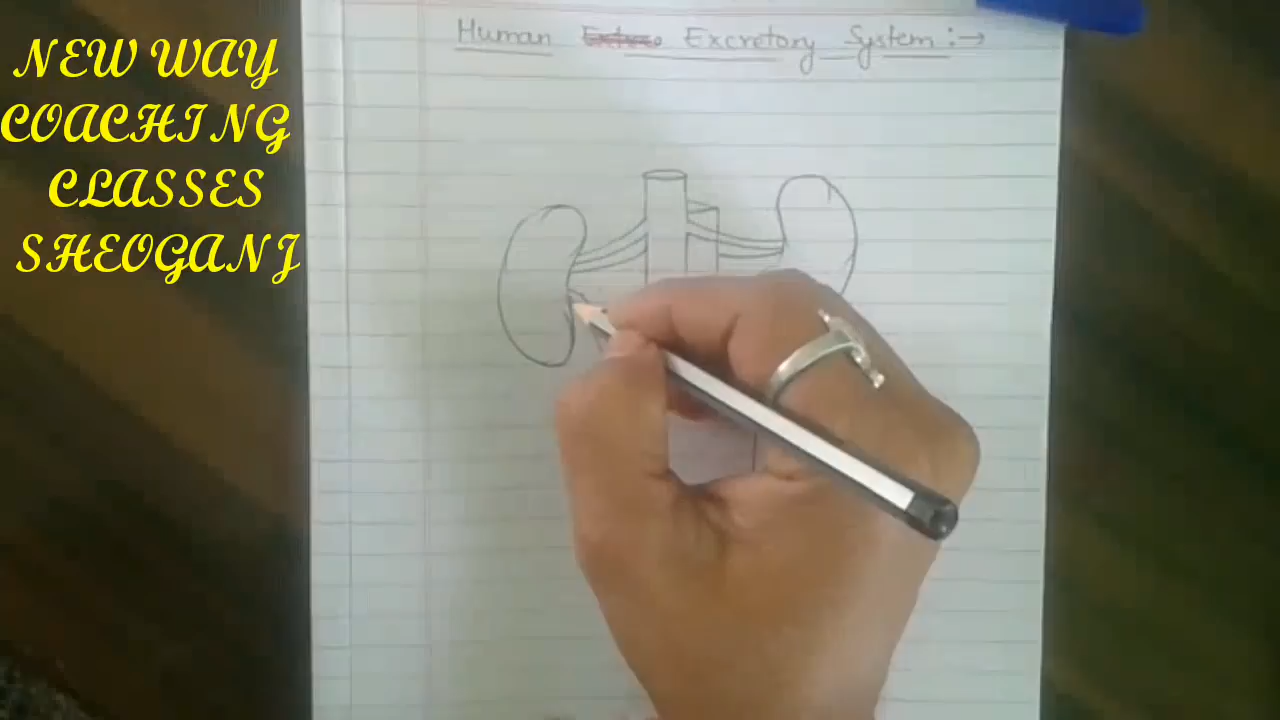 NEW WAY
COACHING
CLASSES
SHEOGANJ
Human Excretory System :→